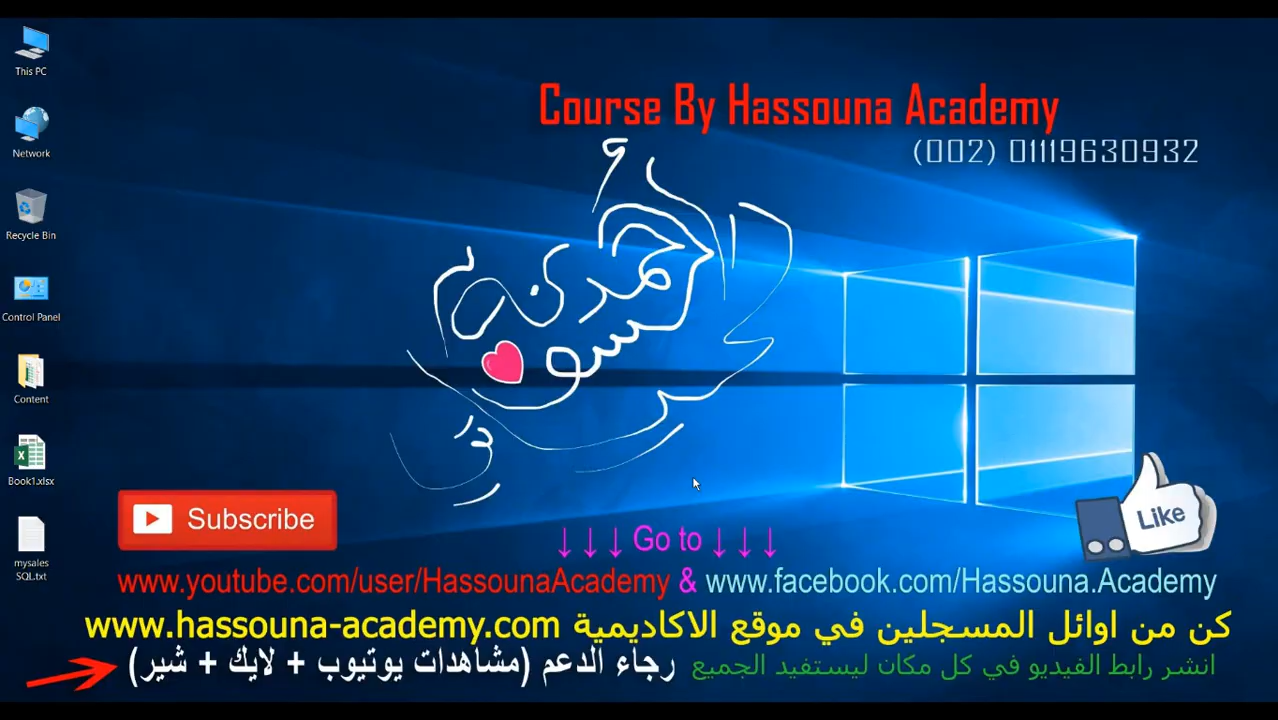 This PC
Network
Recycle Bin
Control Panel
Content
Book1.xlsx
mysales
SQL.txt
Course By Hassouna Academy
(002) 01119630932
Subscribe
Like
↓ ↓ ↓ Go to ↓ ↓ ↓
www.youtube.com/user/HassounaAcademy & www.facebook.com/Hassouna.Academy
كن من اوائل المسجلين في موقع الاكاديمية www.hassouna-academy.com
انشر رابط الفيديو في كل مكان ليستفيد الجميع رجاء الدعم (مشاهدات يوتيوب + لايك + شير)